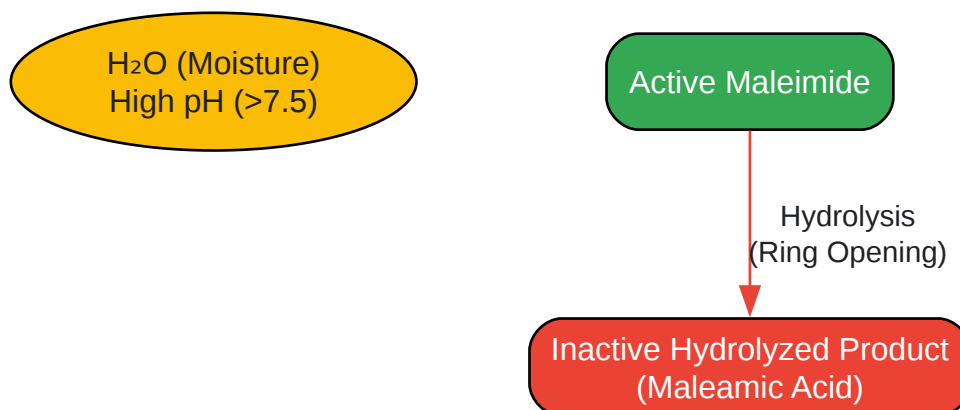 H₂O (Moisture)
High pH (>7.5)
Active Maleimide
Hydrolysis
(Ring Opening)
Inactive Hydrolyzed Product
(Maleamic Acid)